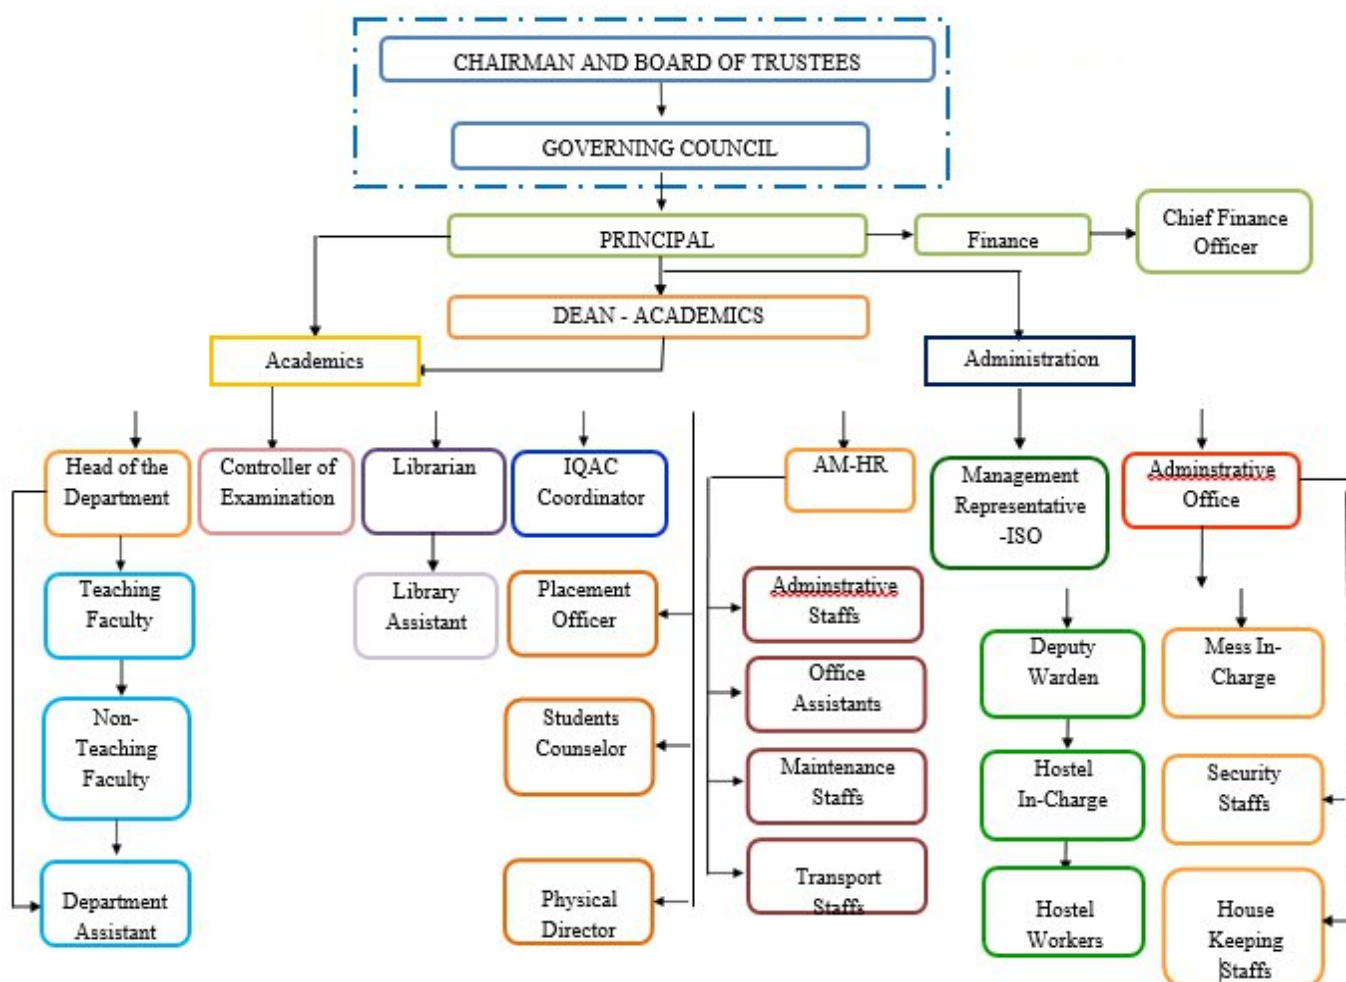 CHAIRMAN AND BOARD OF TRUSTEES
GOVERNING COUNCIL
PRINCIPAL
Finance
Chief Finance
Officer
DEAN - ACADEMICS
Academics
Administration
Head of the
Department
Controller of
Examination
Librarian
IQAC
Coordinator
AM-HR
Management
Representative
-ISO
Adminstrative
Office
Teaching
Faculty
Library
Assistant
Placement
Officer
Adminstrative
Staffs
Deputy
Warden
Mess In-
Charge
Non-
Teaching
Faculty
Students
Counselor
Office
Assistants
Maintenance
Staffs
Hostel
In-Charge
Security
Staffs
Department
Assistant
Physical
Director
Transport
Staffs
Hostel
Workers
House
Keeping
Staffs